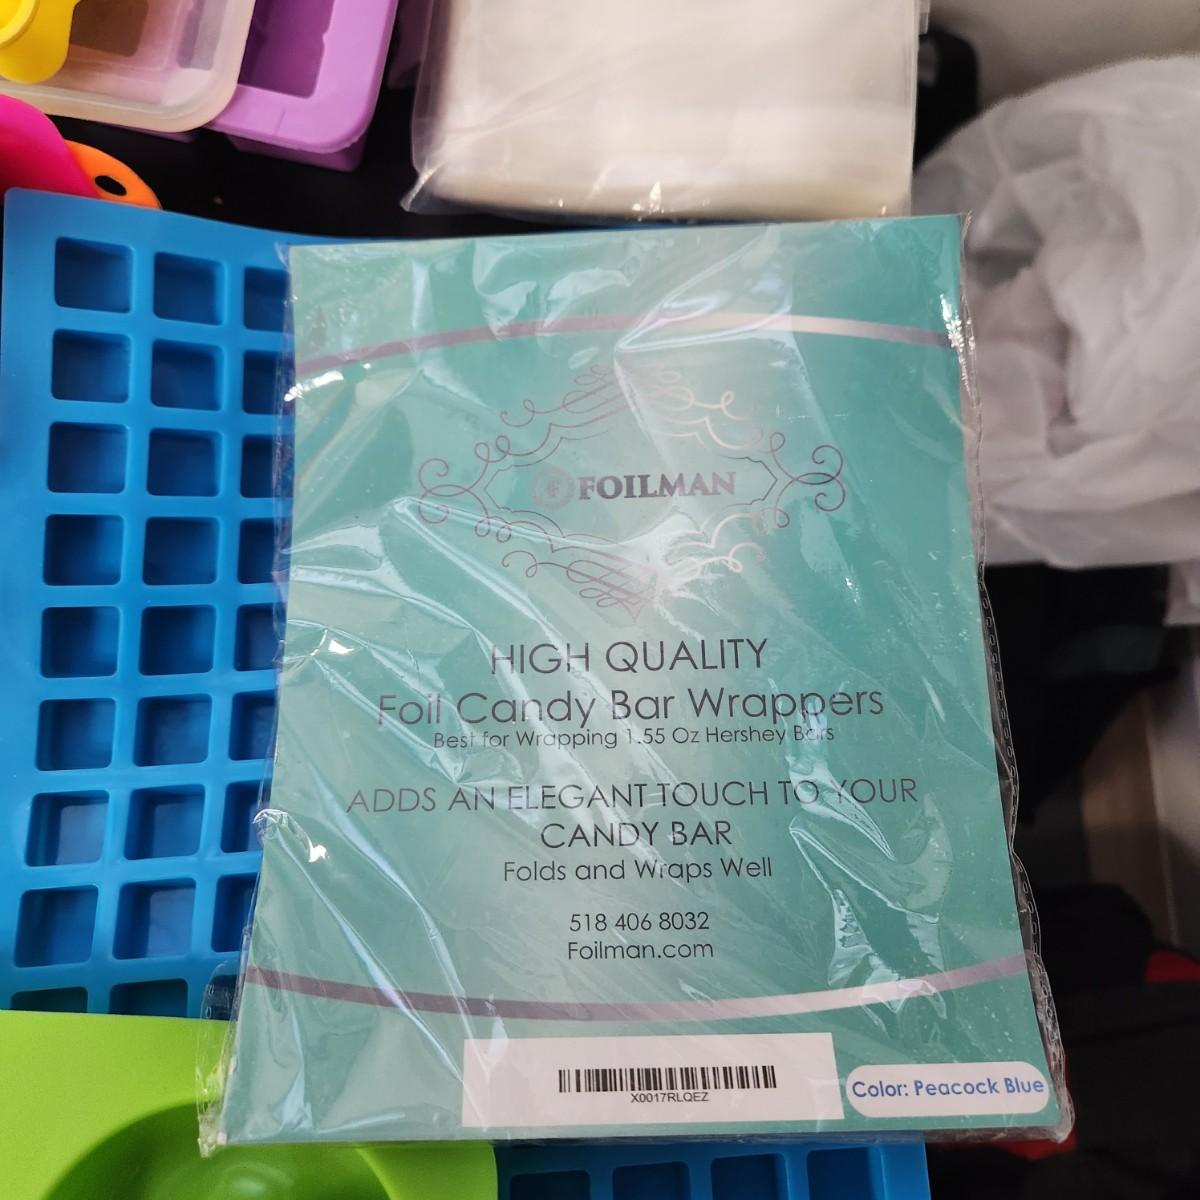 FOILMAN
HIGH QUALITY
Foil Candy Bar Wrappers
Best for Wrapping 1.55 Oz Hershey Bars
ADDS AN ELEGANT TOUCH TO YOUR
CANDY BAR
Folds and Wraps Well
518 406 8032
Foilman.com
X0017RLQEZ
Color: Peacock Blue